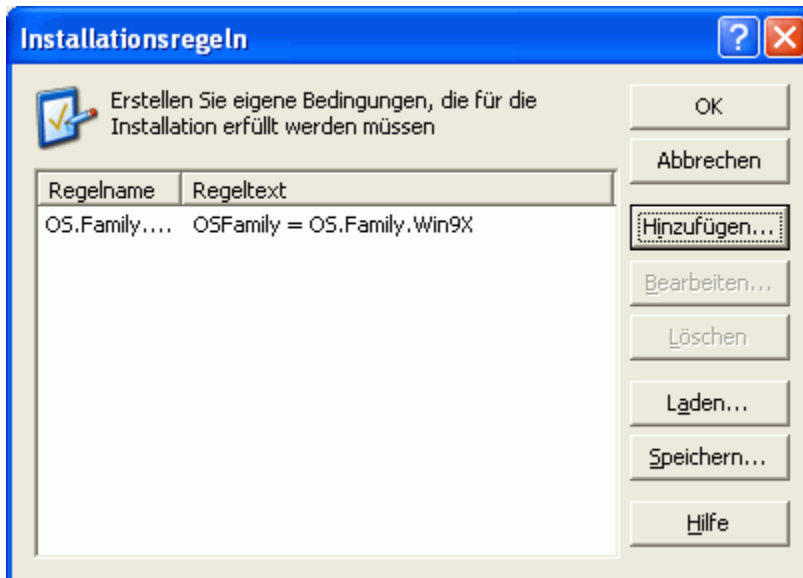 Installationsregeln
Erstellen Sie eigene Bedingungen, die für die
Installation erfüllt werden müssen
OK
Abbrechen
Regelname Regeltext
OS.Family.... OSFamily = OS.Family.Win9X
Hinzufügen...
Bearbeiten...
Löschen
Laden...
Speichern...
Hilfe